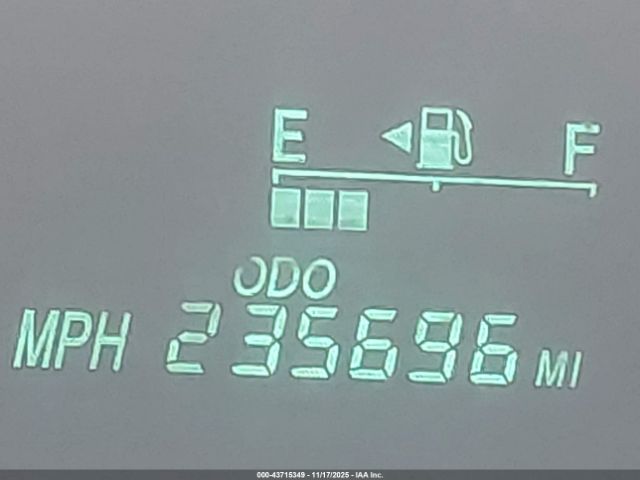 E F
ODO
MPH 235696 MI
000-43715349 - 11/17/2025 - IAA Inc.